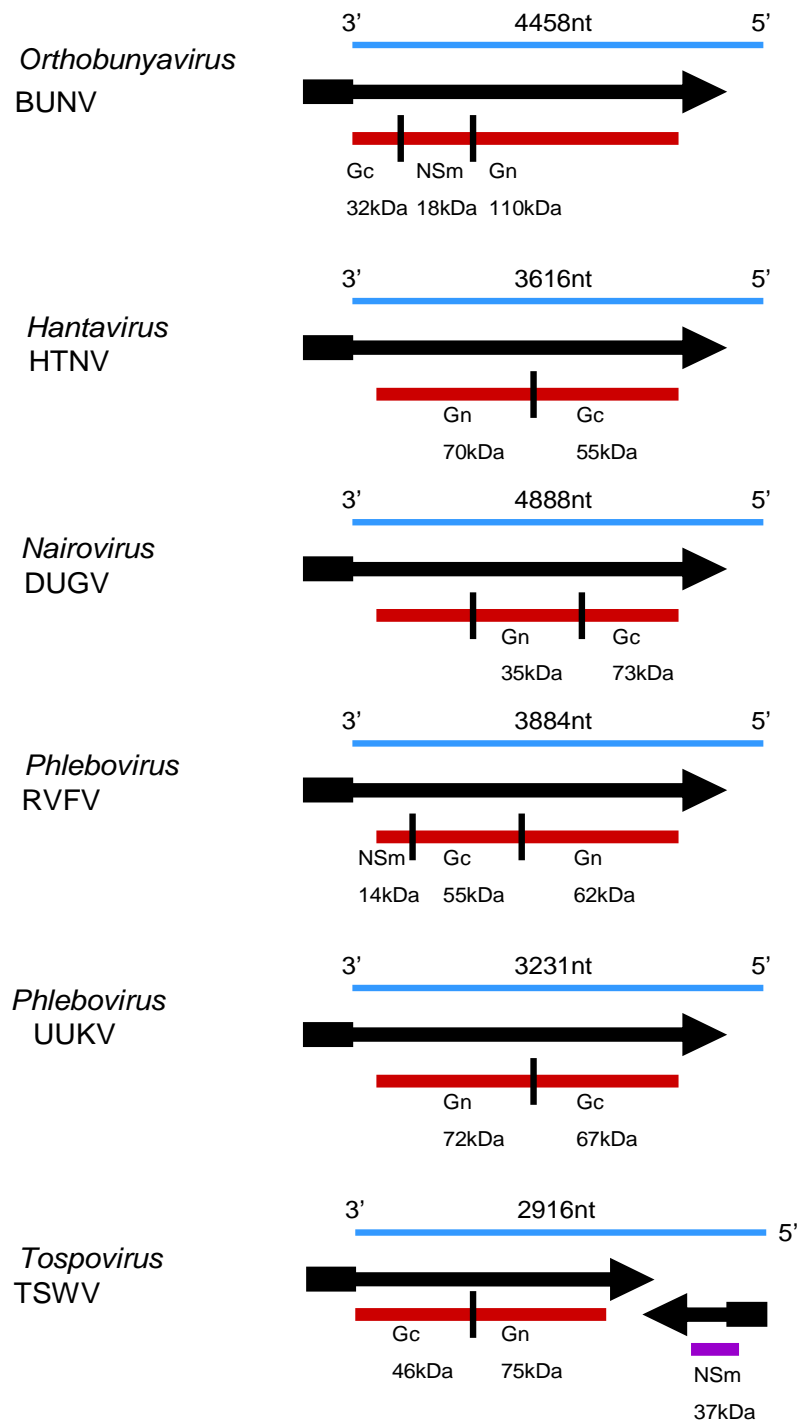 3’ 4458nt 5’
Orthobunyavirus
BUNV
Gc NSm Gn
32kDa 18kDa 110kDa
3’ 3616nt 5’
Hantavirus
HTNV
Gn Gc
70kDa 55kDa
3’ 4888nt 5’
Nairovirus
DUGV
Gn Gc
35kDa 73kDa
3’ 3884nt 5’
Phlebovirus
RVFV
NSm Gc Gn
14kDa 55kDa 62kDa
3’ 3231nt 5’
Phlebovirus
UUKV
Gn Gc
72kDa 67kDa
3’ 2916nt 5’
Tospovirus
TSWV
Gc Gn
46kDa 75kDa
NSm
37kDa